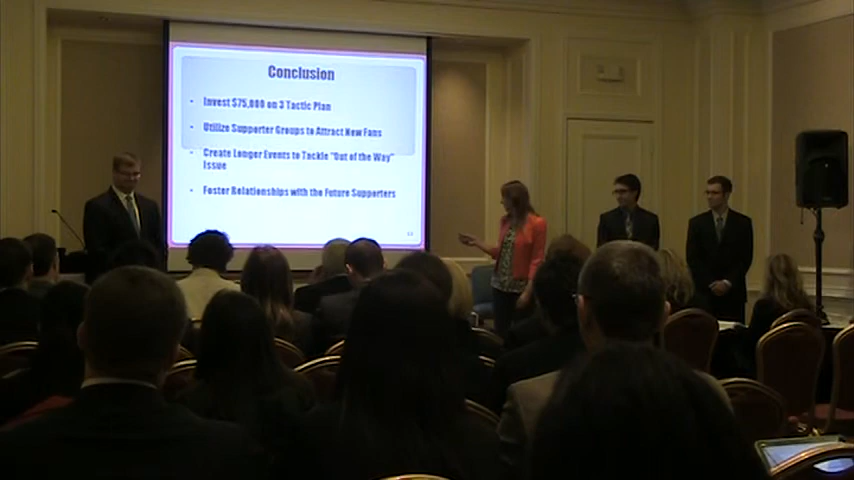 Conclusion
• Invest $75,000 on 3 Tactic Plan
• Utilize Supporter Groups to Attract New Fans
• Create Longer Events to Tackle "Out of the Way"
Issue
• Foster Relationships with the Future Supporters